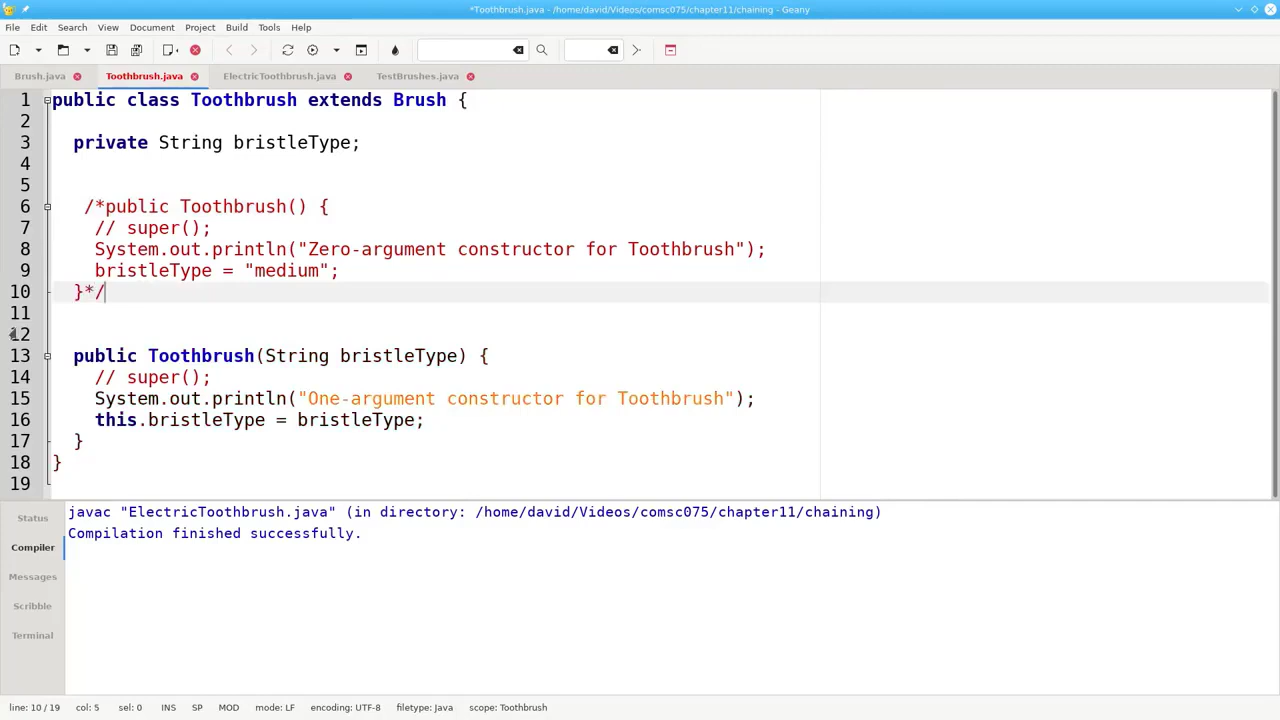 *Toothbrush.java - /home/david/Videos/comsc075/chapter11/chaining - Geany
File Edit Search View Document Project Build Tools Help
Brush.java Toothbrush.java ElectricToothbrush.java TestBrushes.java
1 public class Toothbrush extends Brush {
2
3 private String bristleType;
4
5
6 /*public Toothbrush() {
7 // super();
8 System.out.println("Zero-argument constructor for Toothbrush");
9 bristleType = "medium";
10 }*/
11
12
13 public Toothbrush(String bristleType) {
14 // super();
15 System.out.println("One-argument constructor for Toothbrush");
16 this.bristleType = bristleType;
17 }
18 }
19
Status
Compiler
Messages
Scribble
Terminal
javac "ElectricToothbrush.java" (in directory: /home/david/Videos/comsc075/chapter11/chaining)
Compilation finished successfully.
line: 10 / 19 col: 5 sel: 0 INS SP MOD mode: LF encoding: UTF-8 filetype: Java scope: Toothbrush